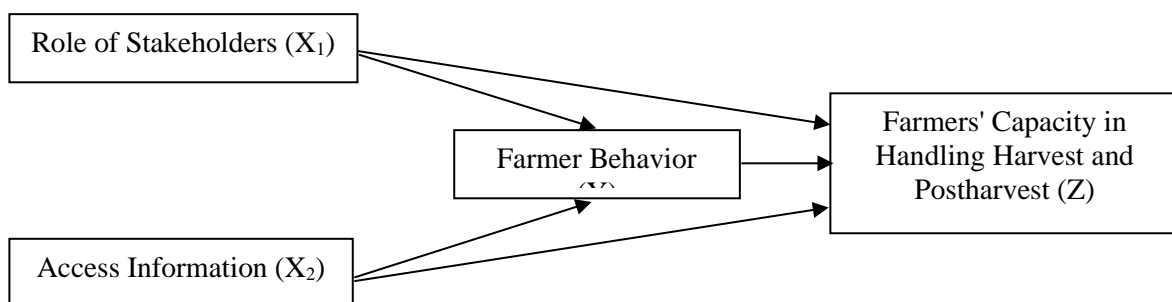 Role of Stakeholders (X₁)
Farmer Behavior
Farmers' Capacity in
Handling Harvest and
Postharvest (Z)
Access Information (X₂)